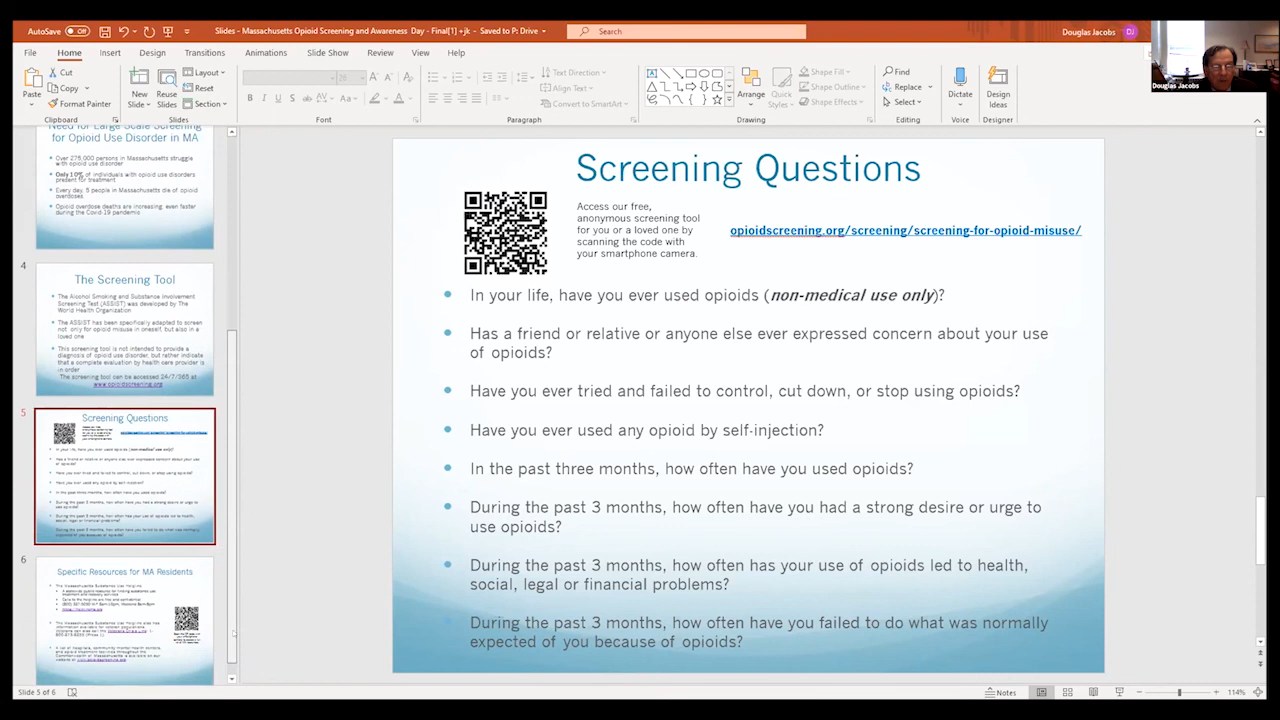 AutoSave Off
Slides - Massachusetts Opioid Screening and Awareness Day - Final[1] +jk - Saved to P: Drive
Search
Douglas Jacobs DJ
File Home Insert Design Transitions Animations Slide Show Review View Help
Paste
Cut
Copy
Format Painter
New Slide
Reuse Slides
Layout
Reset
Section
Text Direction
Align Text
Convert to SmartArt
Arrange
Quick Styles
Shape Fill
Shape Outline
Shape Effects
Find
Replace
Select
Dictate
Design Ideas
Clipboard Slides Font Paragraph Drawing Editing Voice Designer
Douglas Jacobs
Need for Large Scale Screening
for Opioid Use Disorder in MA
Over 275,000 persons in Massachusetts struggle
with opioid use disorder
Only 10% of individuals with opioid use disorders
present for treatment
Every day, 5 people in Massachusetts die of opioid
overdoses
Opioid overdose deaths are increasing, even faster
during the Covid-19 pandemic
4
The Screening Tool
The Alcohol Smoking and Substance Involvement
Screening Test (ASSIST) was developed by The
World Health Organization
The ASSIST has been specifically adapted to screen
not only for opioid misuse in oneself, but also in a
loved one
This screening tool is not intended to provide a
diagnosis of opioid use disorder, but rather indicate
that a complete evaluation by health care provider is
in order
The screening tool can be accessed 24/7/365 at
www.opioidscreening.org
5
Screening Questions
6
Specific Resources for MA Residents
Screening Questions
Access our free,
anonymous screening tool
for you or a loved one by
scanning the code with
your smartphone camera.
opioidscreening.org/screening/screening-for-opioid-misuse/
In your life, have you ever used opioids (non-medical use only)?
Has a friend or relative or anyone else ever expressed concern about your use
of opioids?
Have you ever tried and failed to control, cut down, or stop using opioids?
Have you ever used any opioid by self-injection?
In the past three months, how often have you used opioids?
During the past 3 months, how often have you had a strong desire or urge to
use opioids?
During the past 3 months, how often has your use of opioids led to health,
social, legal or financial problems?
During the past 3 months, how often have you failed to do what was normally
expected of you because of opioids?
Slide 5 of 6
Notes
114%